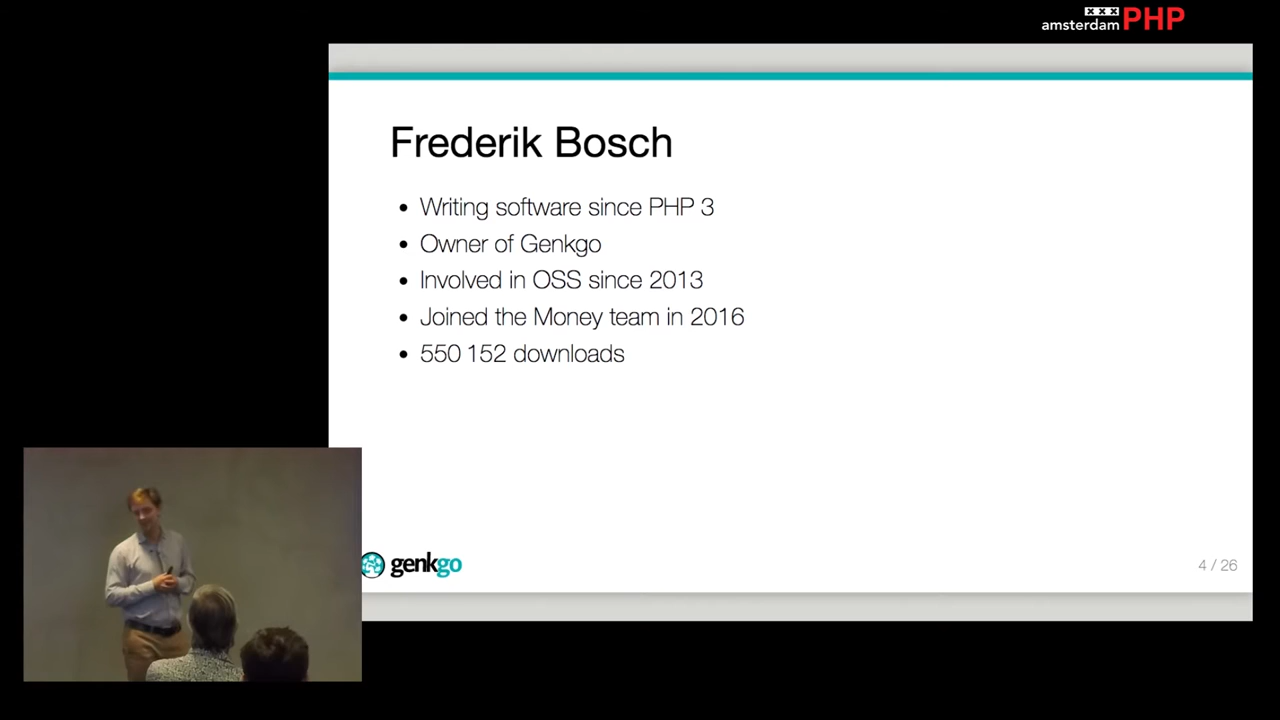 xxx
amsterdamPHP
Frederik Bosch
• Writing software since PHP 3
• Owner of Genkgo
• Involved in OSS since 2013
• Joined the Money team in 2016
• 550 152 downloads
genkgo
4 / 26